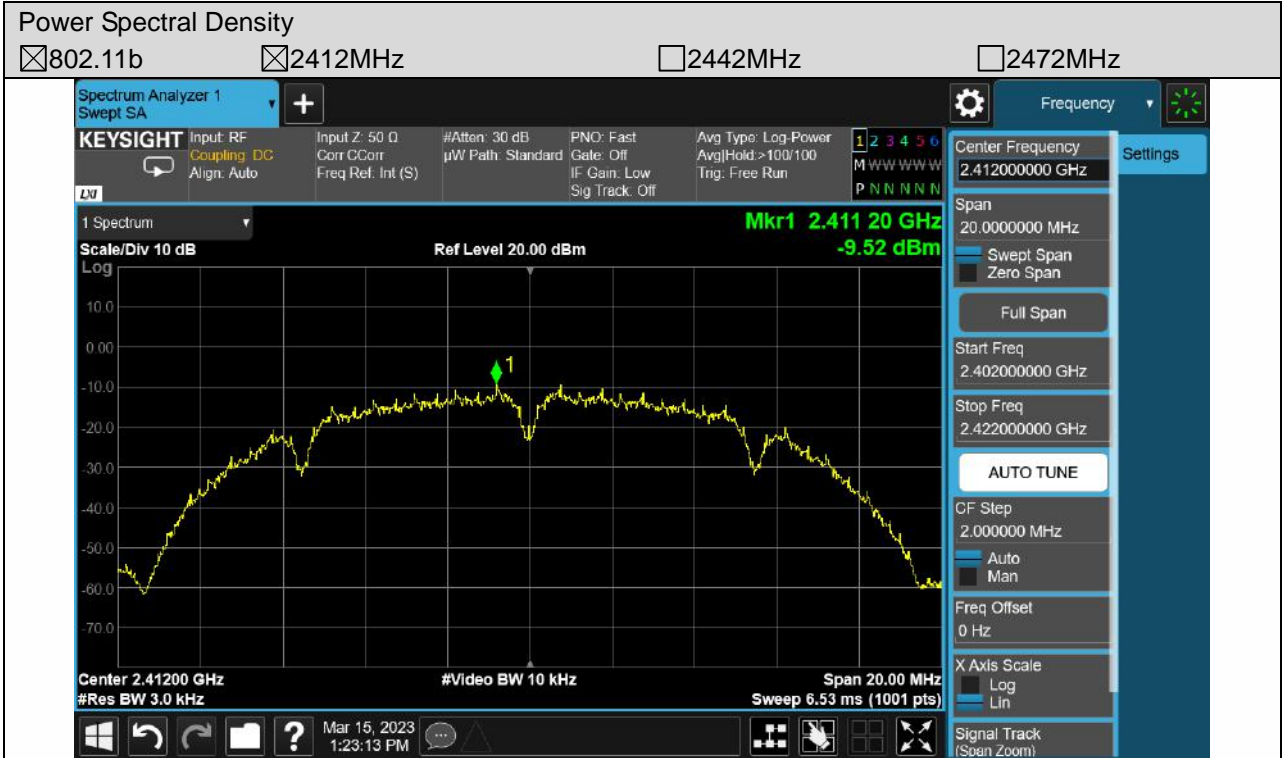 Power Spectral Density
☒802.11b ☒2412MHz ☐2442MHz ☐2472MHz
Spectrum Analyzer 1
Swept SA
+
Frequency
KEYSIGHT
LXI
Input: RF
Coupling: DC
Align: Auto
Input Z: 50 Ω
Corr CCorr
Freq Ref: Int (S)
#Atten: 30 dB
µW Path: Standard
PNO: Fast
Gate: Off
IF Gain: Low
Sig Track: Off
Avg Type: Log-Power
Avg|Hold:>100/100
Trig: Free Run
1 2 3 4 5 6
M W W W W W
P N N N N N
1 Spectrum
Scale/Div 10 dB
Ref Level 20.00 dBm
Mkr1 2.411 20 GHz
-9.52 dBm
Log
10.0
0.00
-10.0
-20.0
-30.0
-40.0
-50.0
-60.0
-70.0
1
Center 2.41200 GHz
#Res BW 3.0 kHz
#Video BW 10 kHz
Span 20.00 MHz
Sweep 6.53 ms (1001 pts)
Center Frequency
2.412000000 GHz
Settings
Span
20.0000000 MHz
Swept Span
Zero Span
Full Span
Start Freq
2.402000000 GHz
Stop Freq
2.422000000 GHz
AUTO TUNE
CF Step
2.000000 MHz
Auto
Man
Freq Offset
0 Hz
X Axis Scale
Log
Lin
Signal Track
(Span Zoom)
?
Mar 15, 2023
1:23:13 PM